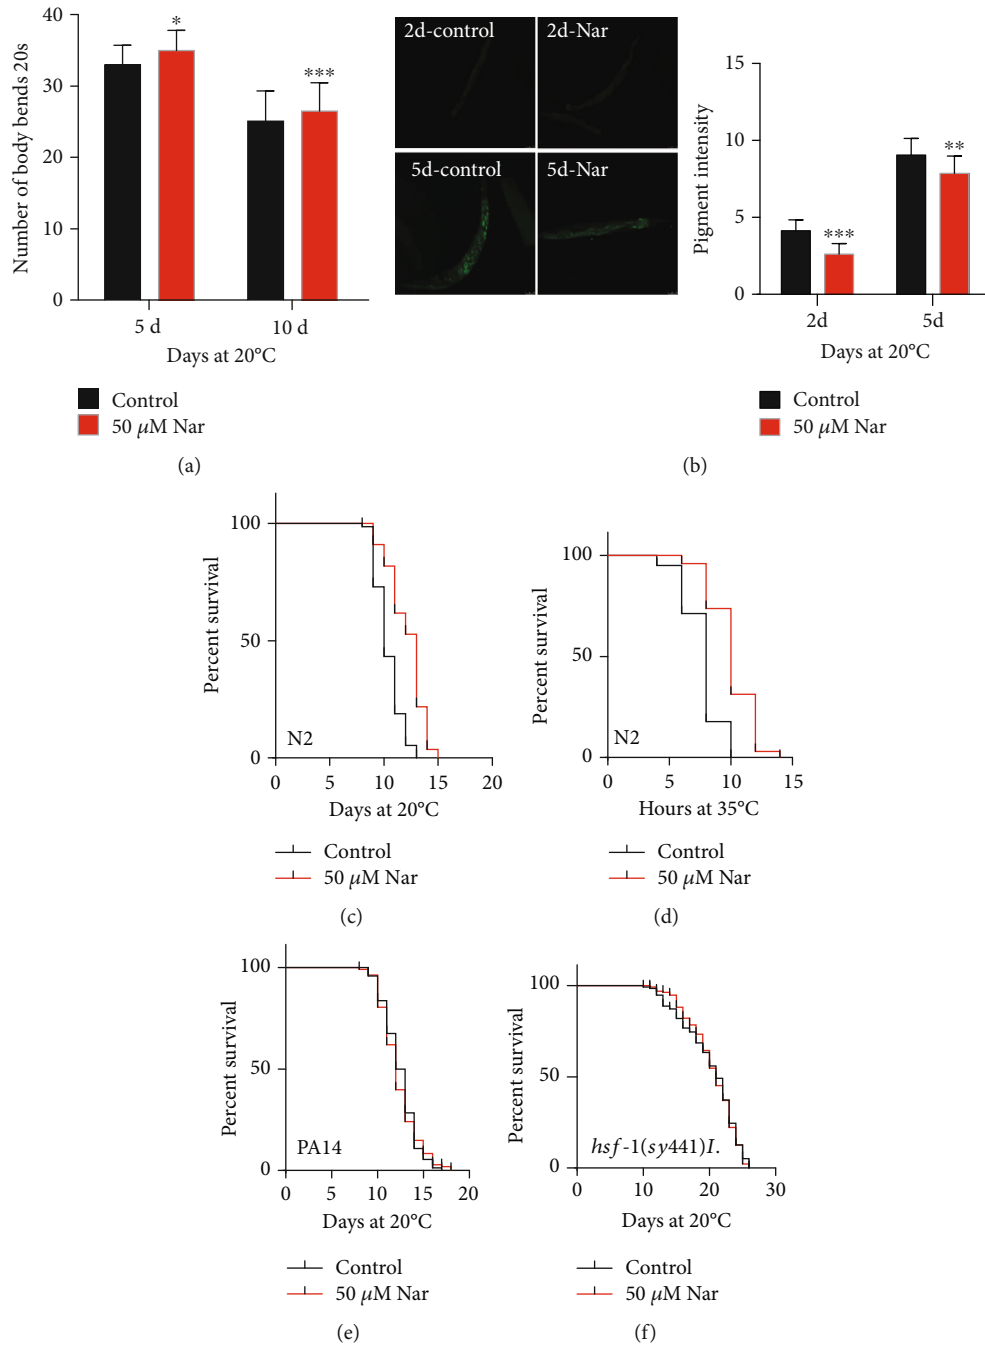 Number of body bends 20s
40
30
20
10
0
*
***
5 d
10 d
Days at 20°C
Control
50 μM Nar
(a)
2d-control
2d-Nar
5d-control
5d-Nar
Pigment intensity
15
10
5
0
***
**
2d
5d
Days at 20°C
Control
50 μM Nar
(b)
Percent survival
100
50
0
N2
0 5 10 15 20
Days at 20°C
Control
50 μM Nar
(c)
Percent survival
100
50
0
N2
0 5 10 15
Hours at 35°C
Control
50 μM Nar
(d)
Percent survival
100
50
0
PA14
0 5 10 15 20
Days at 20°C
Control
50 μM Nar
(e)
Percent survival
100
50
0
hsf-1(sy441)I.
0 10 20 30
Days at 20°C
Control
50 μM Nar
(f)